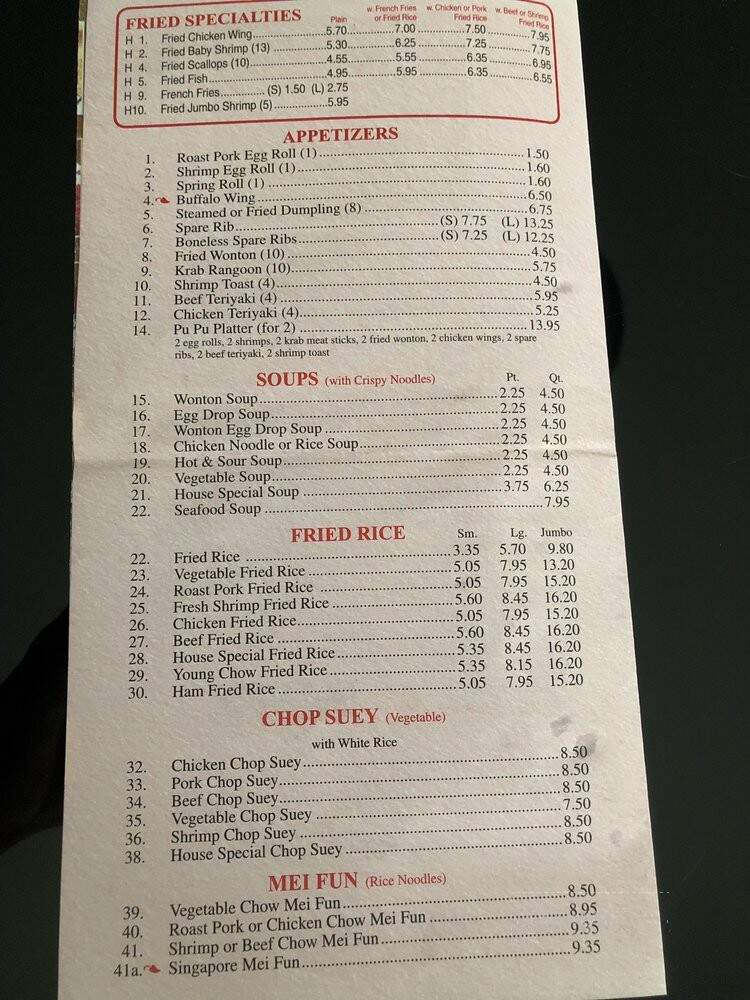 FRIED SPECIALTIES Plain w. French Fries or Fried Rice w. Chicken or Pork Fried Rice w. Beef or Shrimp Fried Rice
H 1. Fried Chicken Wing 5.70 7.00 7.50 7.95
H 2. Fried Baby Shrimp (13) 5.30 6.25 7.25 7.75
H 4. Fried Scallops (10) 4.55 5.55 6.35 6.95
H 5. Fried Fish 4.95 5.95 6.35 6.55
H 9. French Fries (S) 1.50 (L) 2.75
H10. Fried Jumbo Shrimp (5) 5.95
APPETIZERS
1. Roast Pork Egg Roll (1) 1.50
2. Shrimp Egg Roll (1) 1.60
3. Spring Roll (1) 1.60
4. Buffalo Wing 6.50
5. Steamed or Fried Dumpling (8) 6.75
6. Spare Rib (S) 7.75 (L) 13.25
7. Boneless Spare Ribs (S) 7.25 (L) 12.25
8. Fried Wonton (10) 4.50
9. Krab Rangoon (10) 5.75
10. Shrimp Toast (4) 4.50
11. Beef Teriyaki (4) 5.95
12. Chicken Teriyaki (4) 5.25
14. Pu Pu Platter (for 2) 13.95
2 egg rolls, 2 shrimps, 2 krab meat sticks, 2 fried wonton, 2 chicken wings, 2 spare
ribs, 2 beef teriyaki, 2 shrimp toast
SOUPS (with Crispy Noodles) Pt. Qt.
15. Wonton Soup 2.25 4.50
16. Egg Drop Soup 2.25 4.50
17. Wonton Egg Drop Soup 2.25 4.50
18. Chicken Noodle or Rice Soup 2.25 4.50
19. Hot & Sour Soup 2.25 4.50
20. Vegetable Soup 2.25 4.50
21. House Special Soup 3.75 6.25
22. Seafood Soup 7.95
FRIED RICE Sm. Lg. Jumbo
22. Fried Rice 3.35 5.70 9.80
23. Vegetable Fried Rice 5.05 7.95 13.20
24. Roast Pork Fried Rice 5.05 7.95 15.20
25. Fresh Shrimp Fried Rice 5.60 8.45 16.20
26. Chicken Fried Rice 5.05 7.95 15.20
27. Beef Fried Rice 5.60 8.45 16.20
28. House Special Fried Rice 5.35 8.45 16.20
29. Young Chow Fried Rice 5.35 8.15 16.20
30. Ham Fried Rice 5.05 7.95 15.20
CHOP SUEY (Vegetable)
with White Rice
32. Chicken Chop Suey 8.50
33. Pork Chop Suey 8.50
34. Beef Chop Suey 8.50
35. Vegetable Chop Suey 7.50
36. Shrimp Chop Suey 8.50
38. House Special Chop Suey 8.50
MEI FUN (Rice Noodles)
39. Vegetable Chow Mei Fun 8.50
40. Roast Pork or Chicken Chow Mei Fun 8.95
41. Shrimp or Beef Chow Mei Fun 9.35
41a. Singapore Mei Fun 9.35